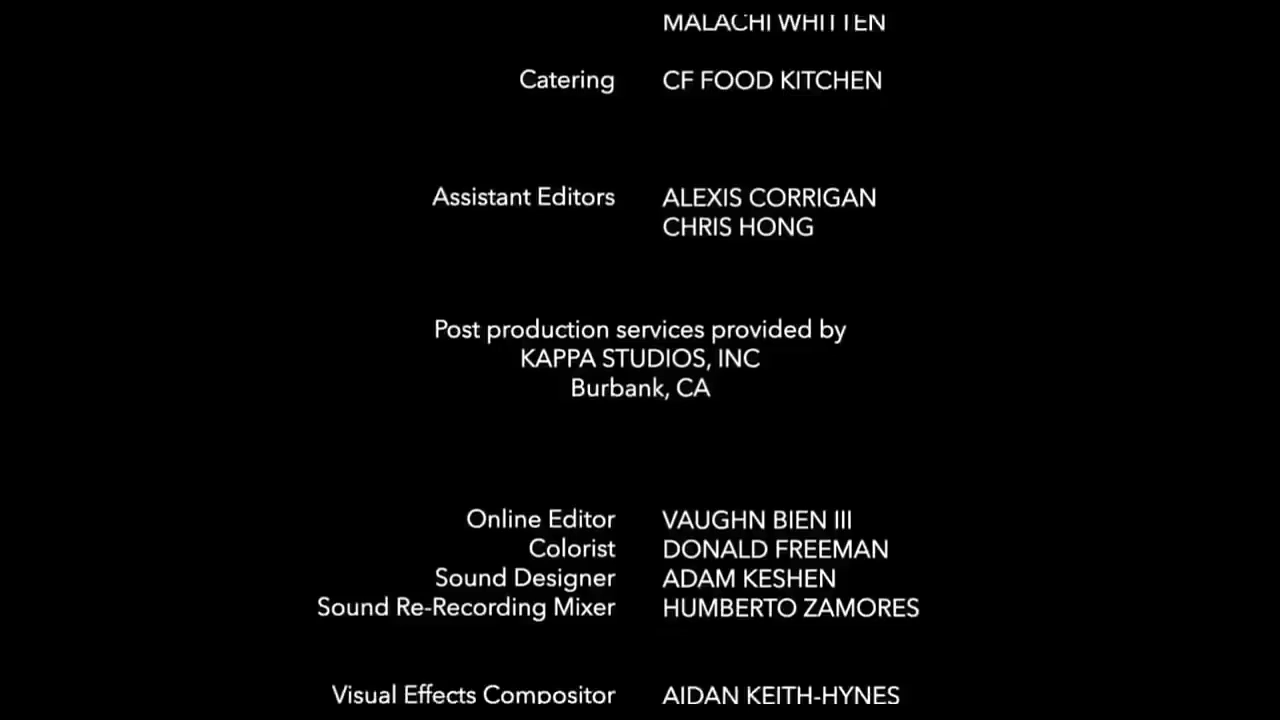 MALACHI WHITTEN
Catering CF FOOD KITCHEN
Assistant Editors ALEXIS CORRIGAN
CHRIS HONG
Post production services provided by
KAPPA STUDIOS, INC
Burbank, CA
Online Editor VAUGHN BIEN III
Colorist DONALD FREEMAN
Sound Designer ADAM KESHEN
Sound Re-Recording Mixer HUMBERTO ZAMORES
Visual Effects Compositor AIDAN KEITH-HYNES